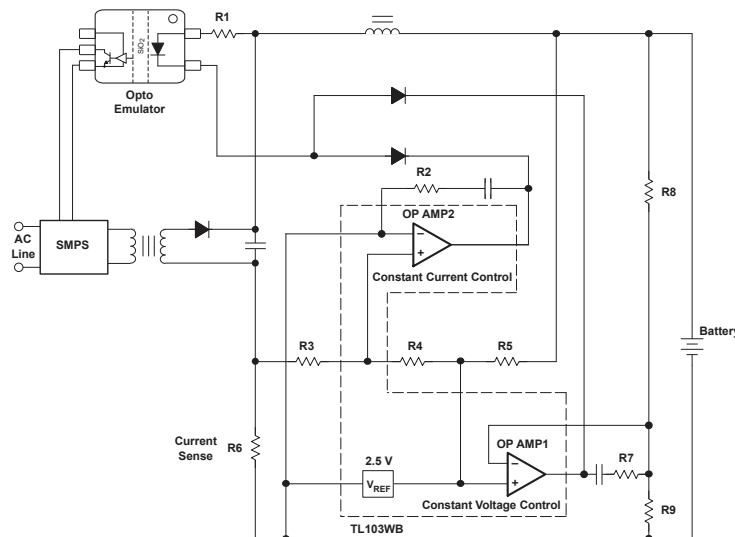 R1
SiO2
Opto
Emulator
R2
R8
OP AMP2
AC
Line
SMPS
−
+
Constant Current Control
R3
R4
R5
Battery
Current
Sense
R6
2.5 V
VREF
OP AMP1
−
+
R7
Constant Voltage Control
R9
TL103WB